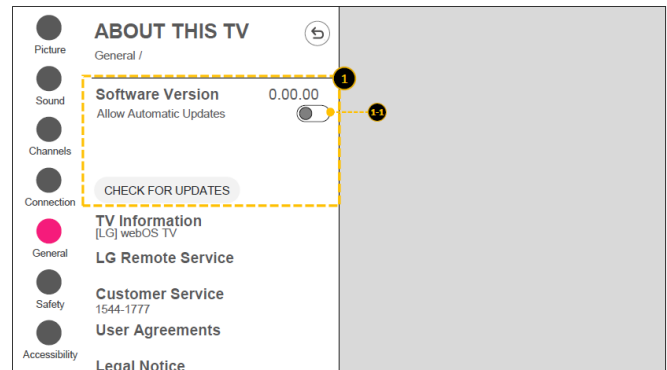 ABOUT THIS TV
General /
Picture
Sound
Channels
Connection
General
Safety
Accessibility
1
Software Version 0.00.00
Allow Automatic Updates
1-1
CHECK FOR UPDATES
TV Information
[LG] webOS TV
LG Remote Service
Customer Service
1544-1777
User Agreements
Legal Notice